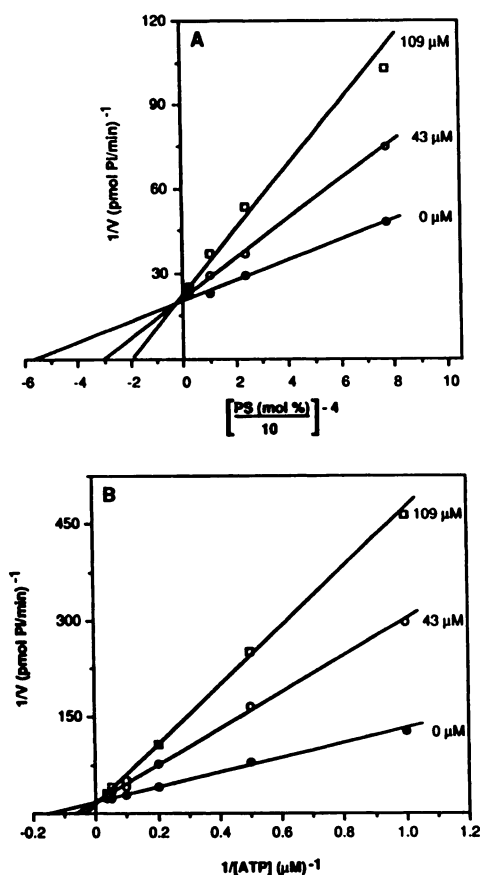 A
120
90
60
30
1/V (pmol Pi/min) -1
109 µM
43 µM
0 µM
-6 -4 -2 0 2 4 6 8 10
[PS (mol %) / 10] -4
B
450
300
150
1/V (pmol Pi/min) -1
109 µM
43 µM
0 µM
-0.2 0 0.2 0.4 0.6 0.8 1.0 1.2
1/[ATP] (µM) -1